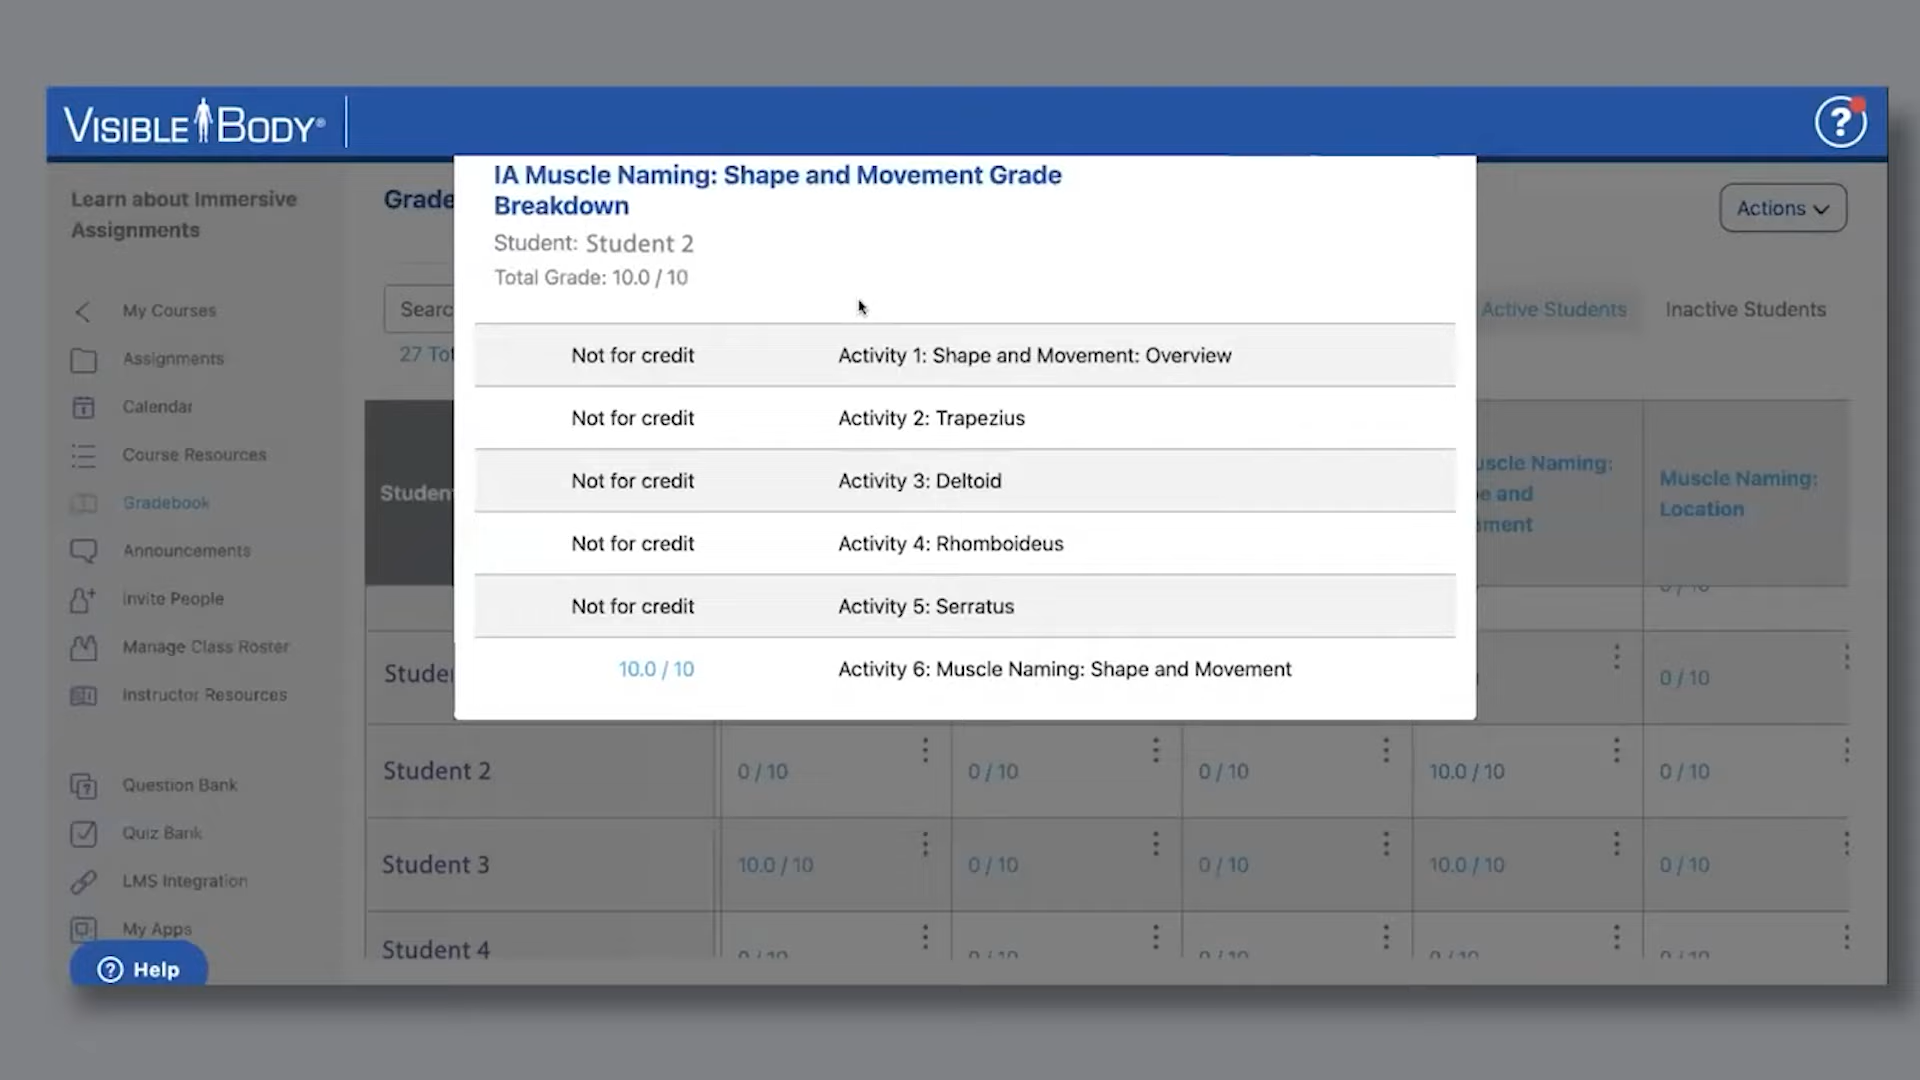 VISIBLE BODY®
?
Learn about Immersive
Assignments
My Courses
Assignments
Calendar
Course Resources
Gradebook
Announcements
Invite People
Manage Class Roster
Instructor Resources
Question Bank
Quiz Bank
LMS Integration
My Apps
? Help
Grade
Actions
Searc
27 Tot
Active Students
Inactive Students
IA Muscle Naming: Shape and Movement Grade
Breakdown
Student: Student 2
Total Grade: 10.0 / 10
Not for credit Activity 1: Shape and Movement: Overview
Not for credit Activity 2: Trapezius
Not for credit Activity 3: Deltoid
Not for credit Activity 4: Rhomboideus
Not for credit Activity 5: Serratus
10.0 / 10 Activity 6: Muscle Naming: Shape and Movement
Studen
uscle Naming:
e and
ment
Muscle Naming:
Location
Studen
0 / 10
Student 2 0 / 10 0 / 10 0 / 10 10.0 / 10 0 / 10
Student 3 10.0 / 10 0 / 10 0 / 10 10.0 / 10 0 / 10
Student 4